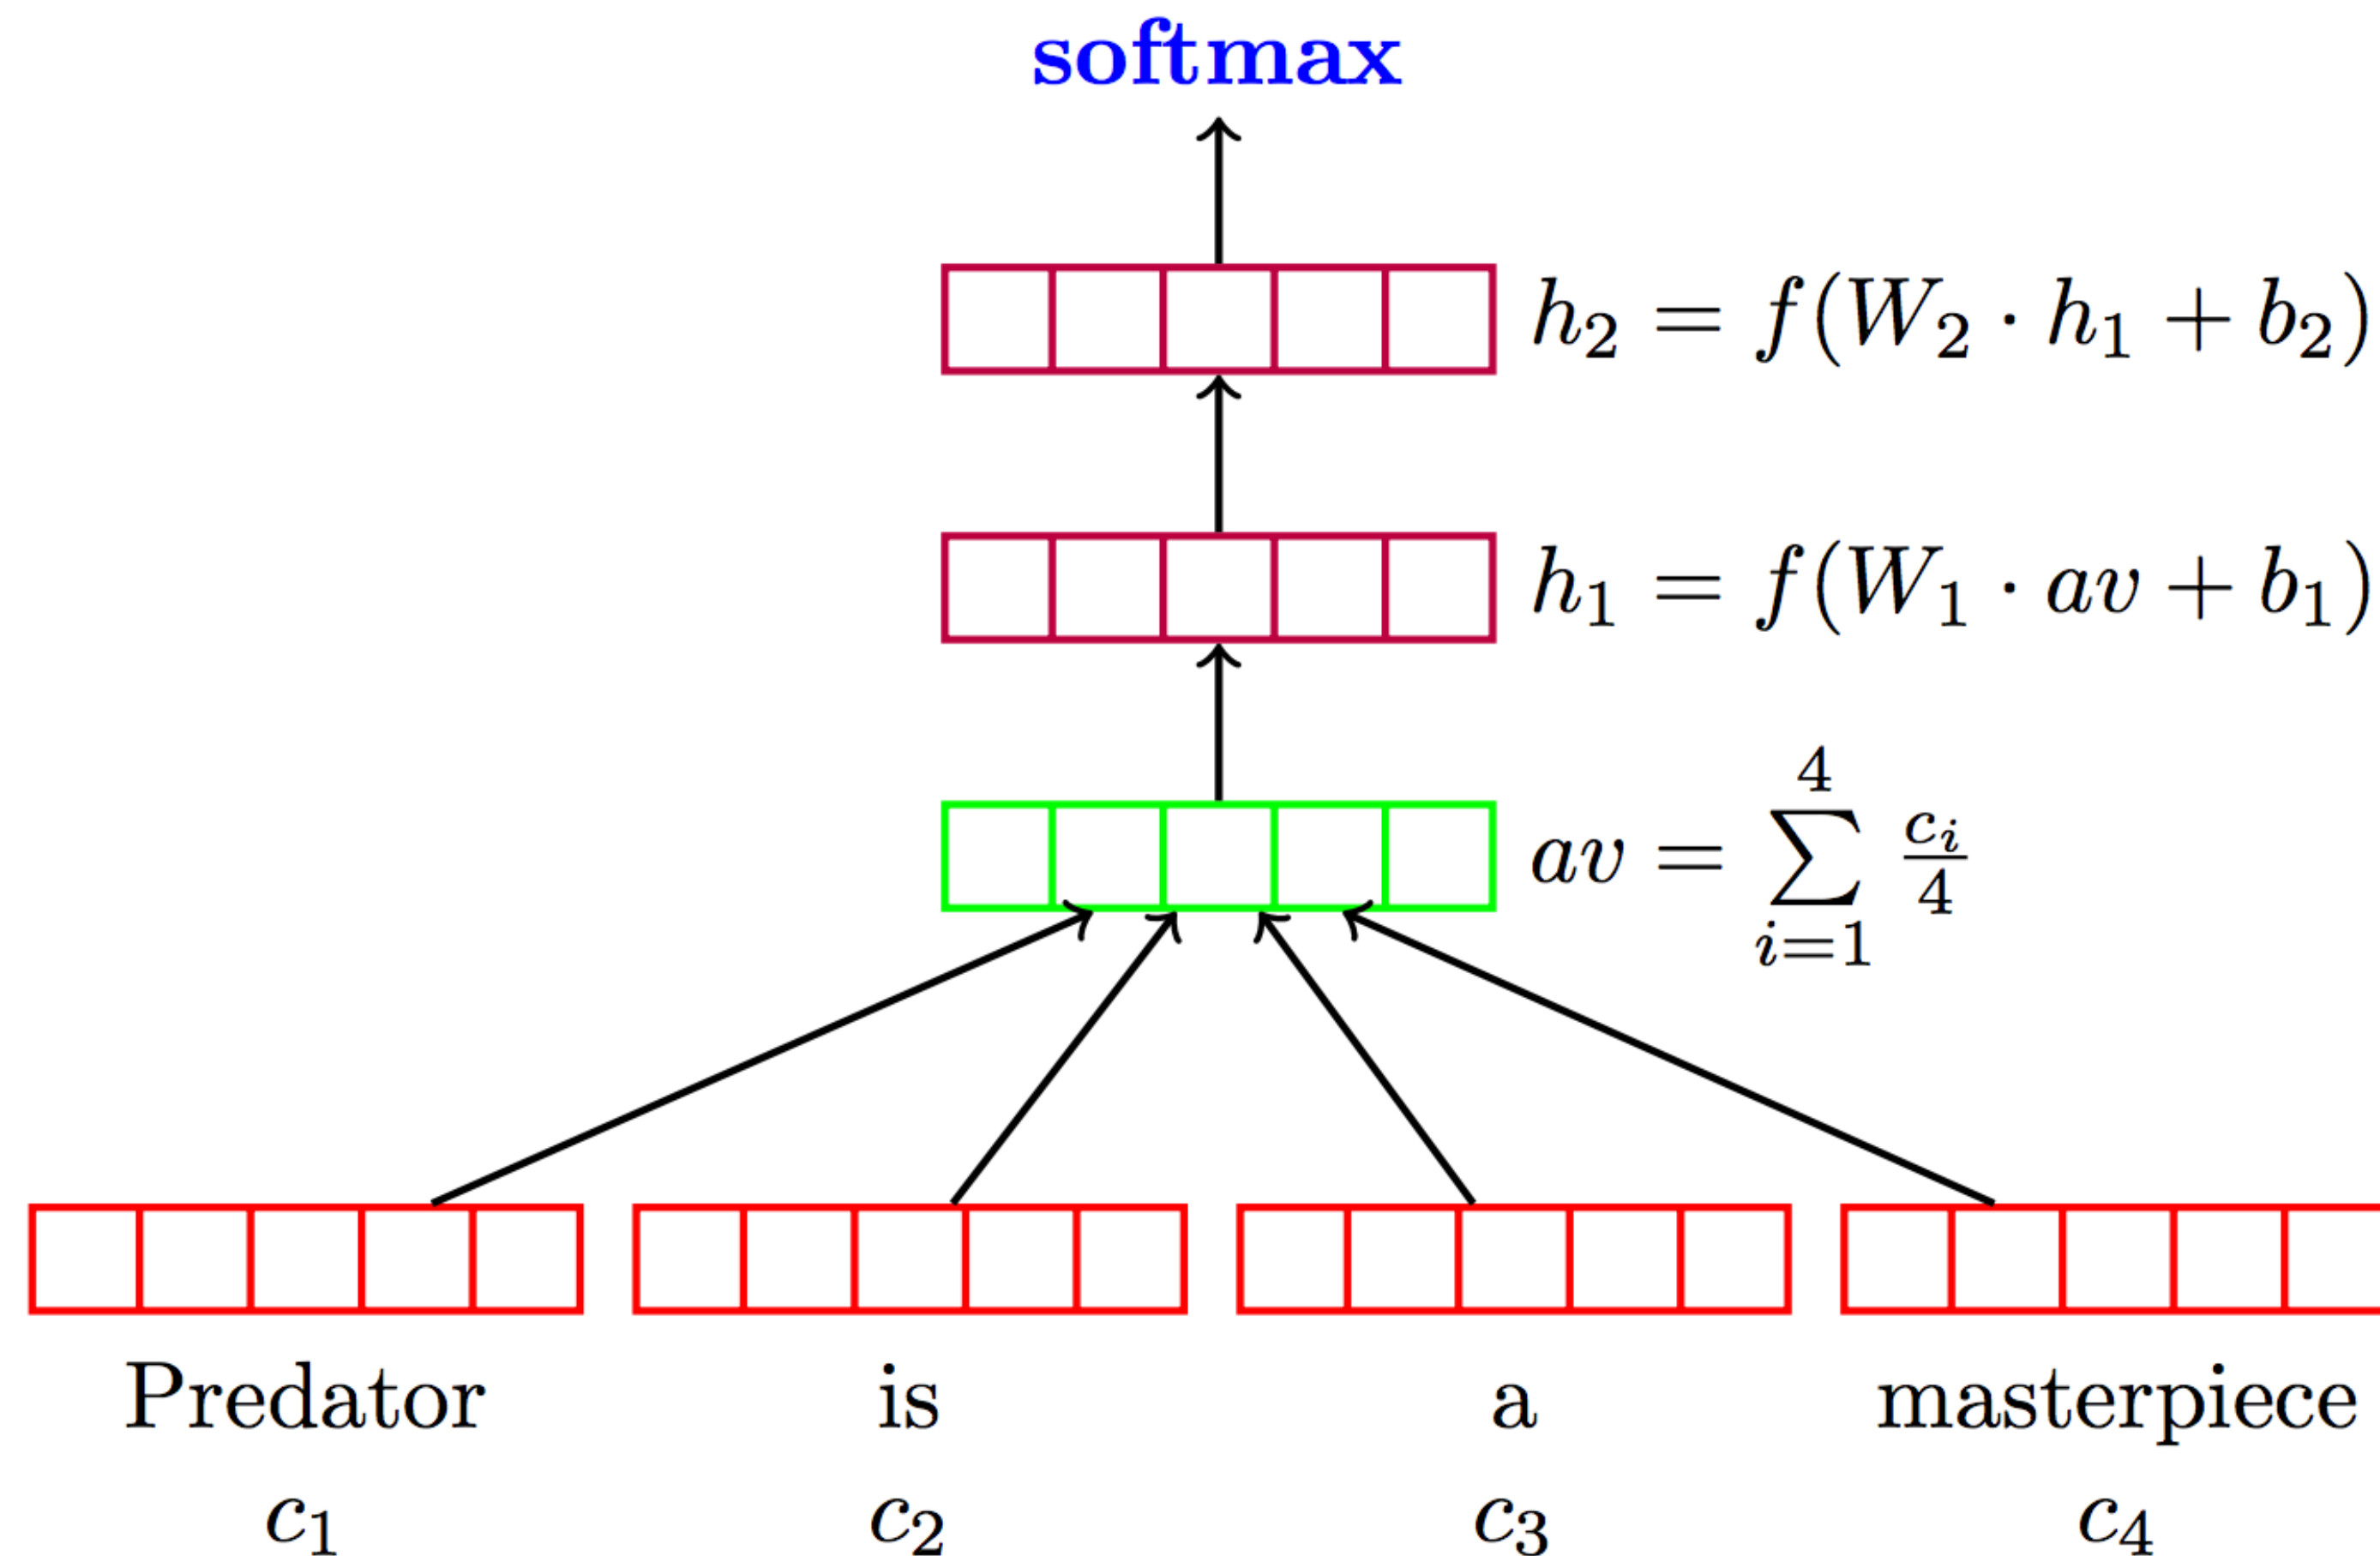 softmax
h₂ = f(W₂ · h₁ + b₂)
h₁ = f(W₁ · av + b₁)
av = ∑_{i=1}^{4} c_i/4
Predator is a masterpiece
c₁ c₂ c₃ c₄